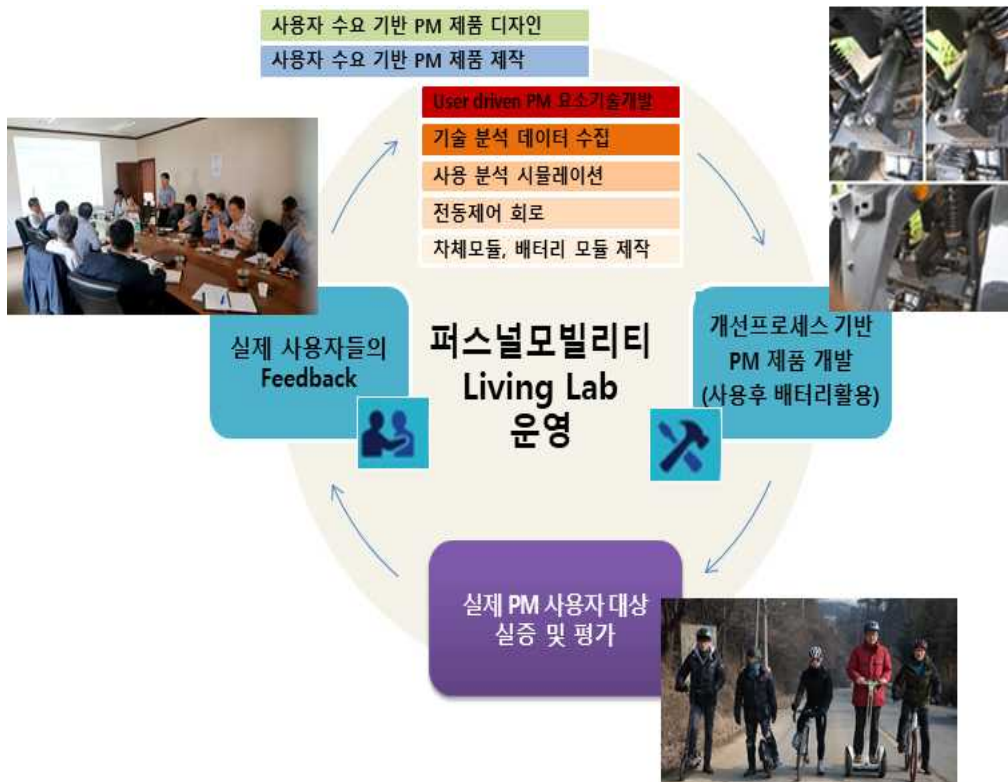 사용자 수요 기반 PM 제품 디자인
사용자 수요 기반 PM 제품 제작
User driven PM 요소기술개발
기술 분석 데이터 수집
사용 분석 시뮬레이션
전동제어 회로
차체모듈, 배터리 모듈 제작
실제 사용자들의
Feedback
퍼스널모빌리티
Living Lab
운영
개선프로세스 기반
PM 제품 개발
(사용후 배터리활용)
실제 PM 사용자 대상
실증 및 평가